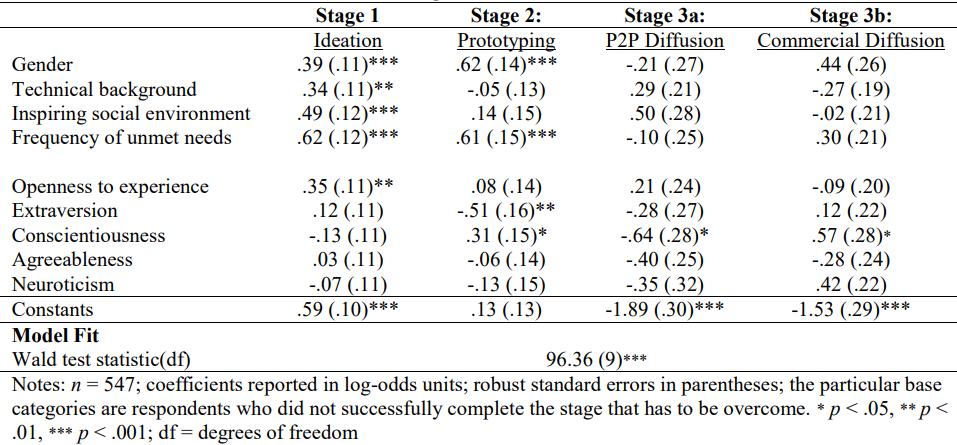 Stage 1 Stage 2: Stage 3a: Stage 3b:
Ideation Prototyping P2P Diffusion Commercial Diffusion
Gender .39 (.11)*** .62 (.14)*** -.21 (.27) .44 (.26)
Technical background .34 (.11)** -.05 (.13) .29 (.21) -.27 (.19)
Inspiring social environment .49 (.12)*** .14 (.15) .50 (.28) -.02 (.21)
Frequency of unmet needs .62 (.12)*** .61 (.15)*** -.10 (.25) .30 (.21)
Openness to experience .35 (.11)** .08 (.14) .21 (.24) -.09 (.20)
Extraversion .12 (.11) -.51 (.16)** -.28 (.27) .12 (.22)
Conscientiousness -.13 (.11) .31 (.15)* -.64 (.28)* .57 (.28)*
Agreeableness .03 (.11) -.06 (.14) -.40 (.25) -.28 (.24)
Neuroticism -.07 (.11) -.13 (.15) -.35 (.32) .42 (.22)
Constants .59 (.10)*** .13 (.13) -1.89 (.30)*** -1.53 (.29)***
Model Fit
Wald test statistic(df) 96.36 (9)***
Notes: n = 547; coefficients reported in log-odds units; robust standard errors in parentheses; the particular base
categories are respondents who did not successfully complete the stage that has to be overcome. * p < .05, ** p <
.01, *** p < .001; df = degrees of freedom